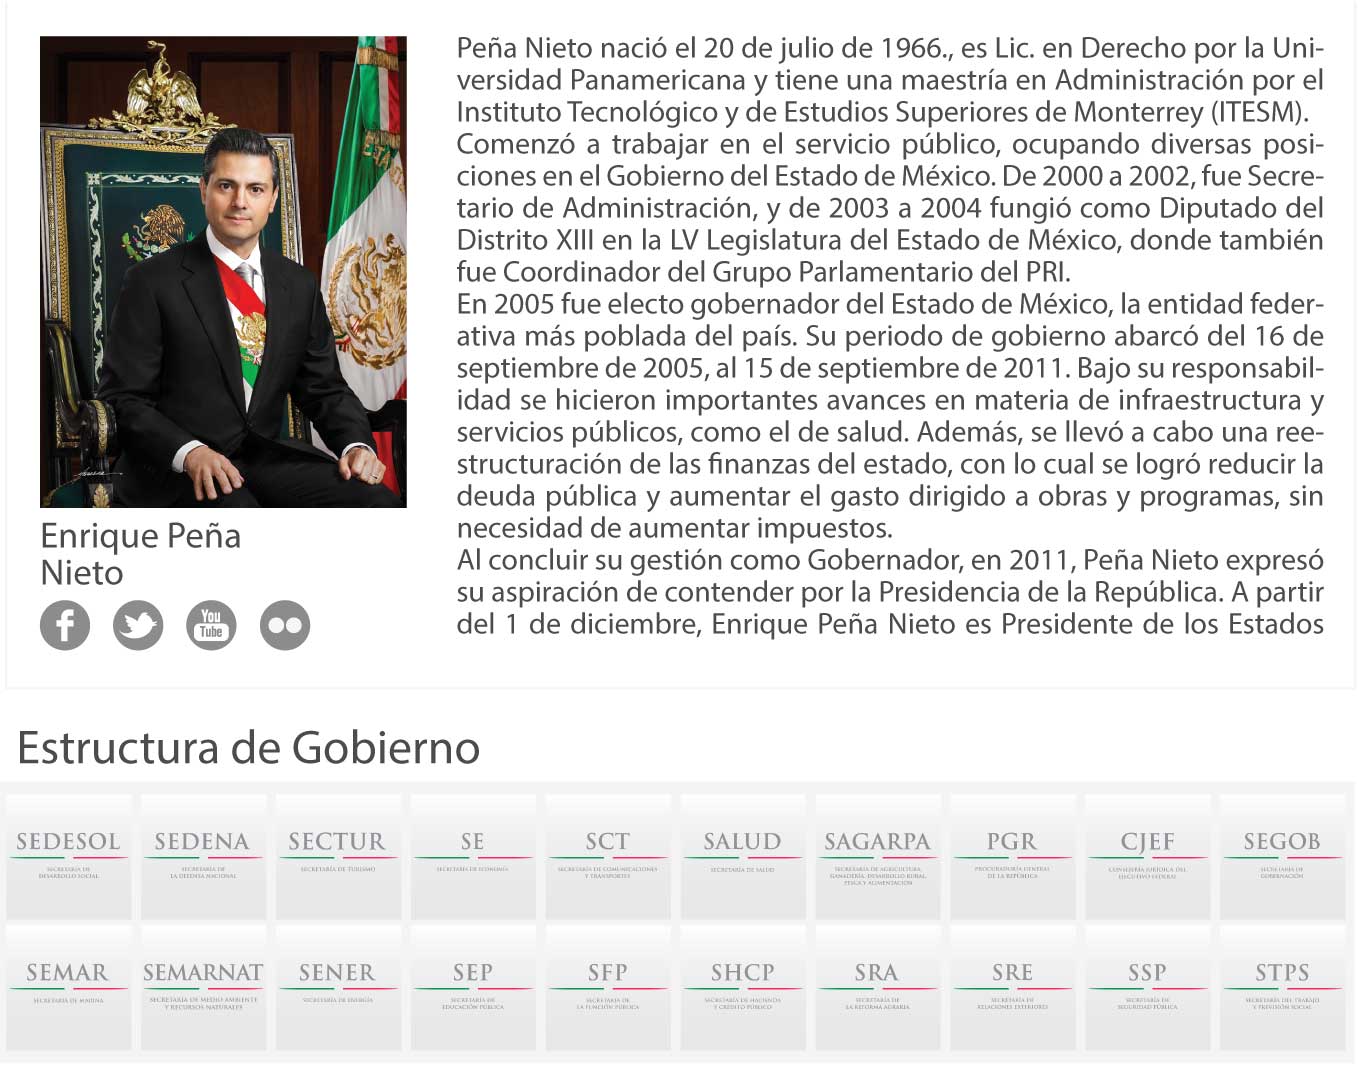 Peña Nieto nació el 20 de julio de 1966., es Lic. en Derecho por la Uni-
versidad Panamericana y tiene una maestría en Administración por el
Instituto Tecnológico y de Estudios Superiores de Monterrey (ITESM).
Comenzó a trabajar en el servicio público, ocupando diversas posi-
ciones en el Gobierno del Estado de México. De 2000 a 2002, fue Secre-
tario de Administración, y de 2003 a 2004 fungió como Diputado del
Distrito XIII en la LV Legislatura del Estado de México, donde también
fue Coordinador del Grupo Parlamentario del PRI.
En 2005 fue electo gobernador del Estado de México, la entidad feder-
ativa más poblada del país. Su periodo de gobierno abarcó del 16 de
septiembre de 2005, al 15 de septiembre de 2011. Bajo su responsabil-
idad se hicieron importantes avances en materia de infraestructura y
servicios públicos, como el de salud. Además, se llevó a cabo una ree-
structuración de las finanzas del estado, con lo cual se logró reducir la
deuda pública y aumentar el gasto dirigido a obras y programas, sin
necesidad de aumentar impuestos.
Al concluir su gestión como Gobernador, en 2011, Peña Nieto expresó
su aspiración de contender por la Presidencia de la República. A partir
del 1 de diciembre, Enrique Peña Nieto es Presidente de los Estados
Enrique Peña
Nieto
You
Tube
Estructura de Gobierno
SEDESOL
SECRETARÍA DE
DESARROLLO SOCIAL
SEDENA
SECRETARÍA DE
LA DEFENSA NACIONAL
SECTUR
SECRETARÍA DE TURISMO
SE
SECRETARÍA DE ECONOMÍA
SCT
SECRETARÍA DE COMUNICACIONES
Y TRANSPORTES
SALUD
SECRETARÍA DE SALUD
SAGARPA
SECRETARÍA DE AGRICULTURA,
GANADERÍA, DESARROLLO RURAL,
PESCA Y ALIMENTACIÓN
PGR
PROCURADURÍA GENERAL
DE LA REPÚBLICA
CJEF
CONSEJERÍA JURÍDICA DEL
EJECUTIVO FEDERAL
SEGOB
SECRETARÍA DE
GOBERNACIÓN
SEMAR
SECRETARÍA DE MARINA
SEMARNAT
SECRETARÍA DE MEDIO AMBIENTE
Y RECURSOS NATURALES
SENER
SECRETARÍA DE ENERGÍA
SEP
SECRETARÍA DE
EDUCACIÓN PÚBLICA
SFP
SECRETARÍA DE
LA FUNCIÓN PÚBLICA
SHCP
SECRETARÍA DE HACIENDA
Y CRÉDITO PÚBLICO
SRA
SECRETARÍA DE
LA REFORMA AGRARIA
SRE
SECRETARÍA DE
RELACIONES EXTERIORES
SSP
SECRETARÍA DE
SEGURIDAD PÚBLICA
STPS
SECRETARÍA DEL TRABAJO
Y PREVISIÓN SOCIAL